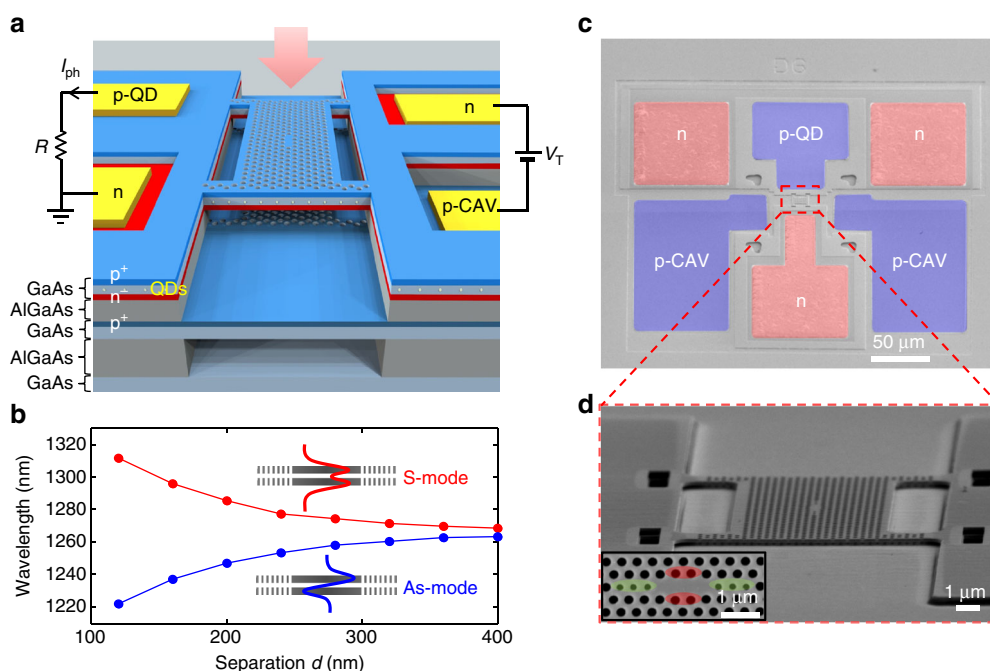 a
I_ph
p-QD
R
n
n
V_T
p-CAV
p⁺
QDs
GaAs
n⁺
AlGaAs
p⁺
GaAs
AlGaAs
GaAs
b
Wavelength (nm)
1320
1300
1280
1260
1240
1220
S-mode
As-mode
100
200
300
400
Separation d (nm)
c
DG
n
p-QD
n
p-CAV
p-CAV
n
50 μm
d
1 μm
1 μm